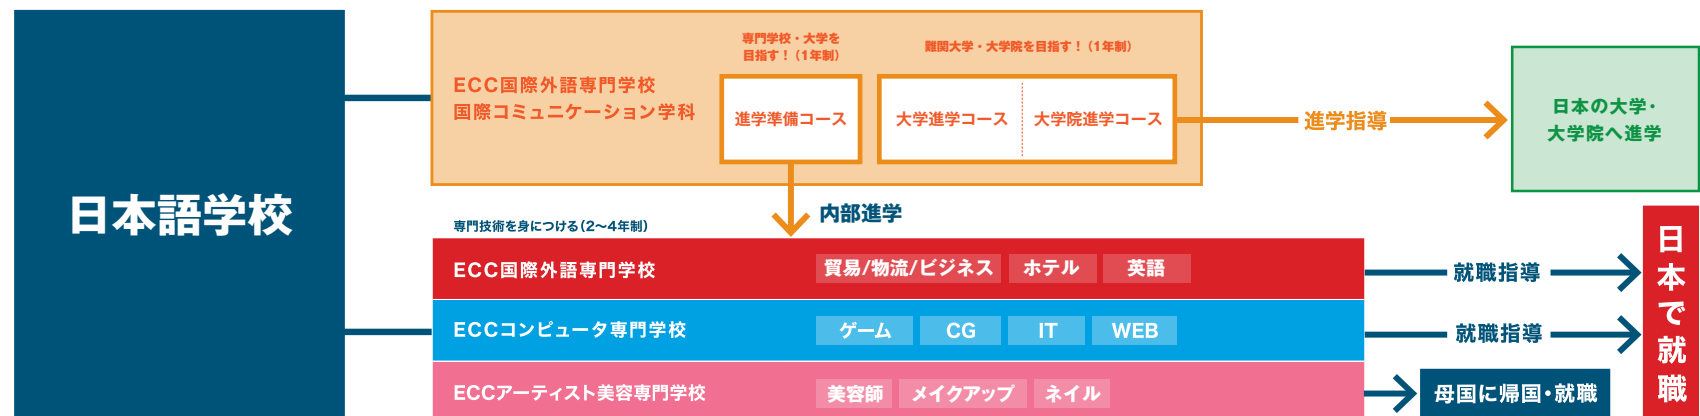 日本語学校
ECC国際外語専門学校
国際コミュニケーション学科
専門学校・大学を
目指す！（1年制）
進学準備コース
難関大学・大学院を目指す！（1年制）
大学進学コース
大学院進学コース
進学指導
日本の大学・
大学院へ進学
内部進学
専門技術を身につける（2～4年制）
ECC国際外語専門学校
貿易/物流/ビジネス
ホテル
英語
就職指導
ECCコンピュータ専門学校
ゲーム
CG
IT
WEB
就職指導
日本で就職
ECCアーティスト美容専門学校
美容師
メイクアップ
ネイル
母国に帰国・就職